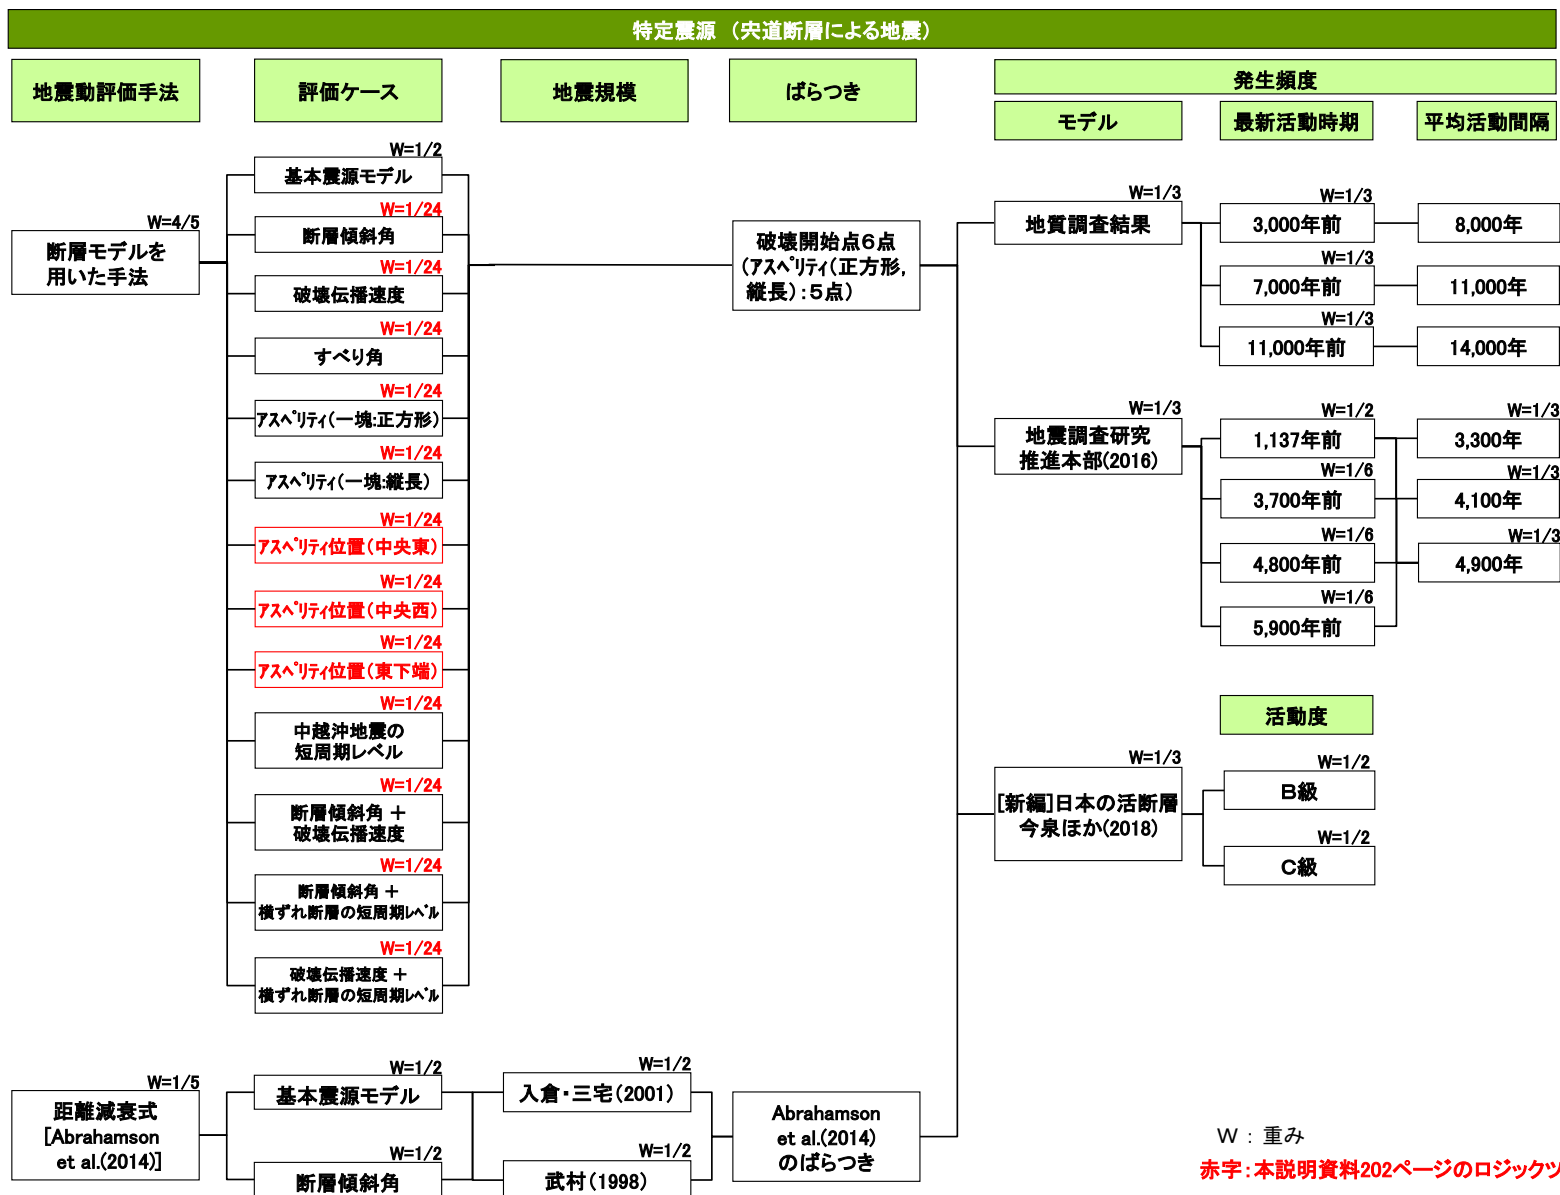 特定震源 (宍道断層による地震)
地震動評価手法
評価ケース
地震規模
ばらつき
発生頻度
モデル
最新活動時期
平均活動間隔
W=4/5
断層モデルを
用いた手法
W=1/2
基本震源モデル
W=1/24
断層傾斜角
W=1/24
破壊伝播速度
W=1/24
すべり角
W=1/24
アスペリティ(一塊:正方形)
W=1/24
アスペリティ(一塊:縦長)
W=1/24
アスペリティ位置(中央東)
W=1/24
アスペリティ位置(中央西)
W=1/24
アスペリティ位置(東下端)
W=1/24
中越沖地震の
短周期レベル
W=1/24
断層傾斜角 +
破壊伝播速度
W=1/24
断層傾斜角 +
横ずれ断層の短周期レベル
W=1/24
破壊伝播速度 +
横ずれ断層の短周期レベル
破壊開始点6点
(アスペリティ(正方形,
縦長):5点)
W=1/3
地質調査結果
W=1/3
3,000年前
8,000年
W=1/3
7,000年前
11,000年
W=1/3
11,000年前
14,000年
W=1/3
地震調査研究
推進本部(2016)
W=1/2
1,137年前
W=1/3
3,300年
W=1/6
3,700年前
W=1/3
4,100年
W=1/6
4,800年前
W=1/3
4,900年
W=1/6
5,900年前
活動度
W=1/3
[新編]日本の活断層
今泉ほか(2018)
W=1/2
B級
W=1/2
C級
W=1/5
距離減衰式
[Abrahamson
et al.(2014)]
W=1/2
基本震源モデル
W=1/2
断層傾斜角
W=1/2
入倉・三宅(2001)
W=1/2
武村(1998)
Abrahamson
et al.(2014)
のばらつき
W : 重み
赤字:本説明資料202ページのロジックツ